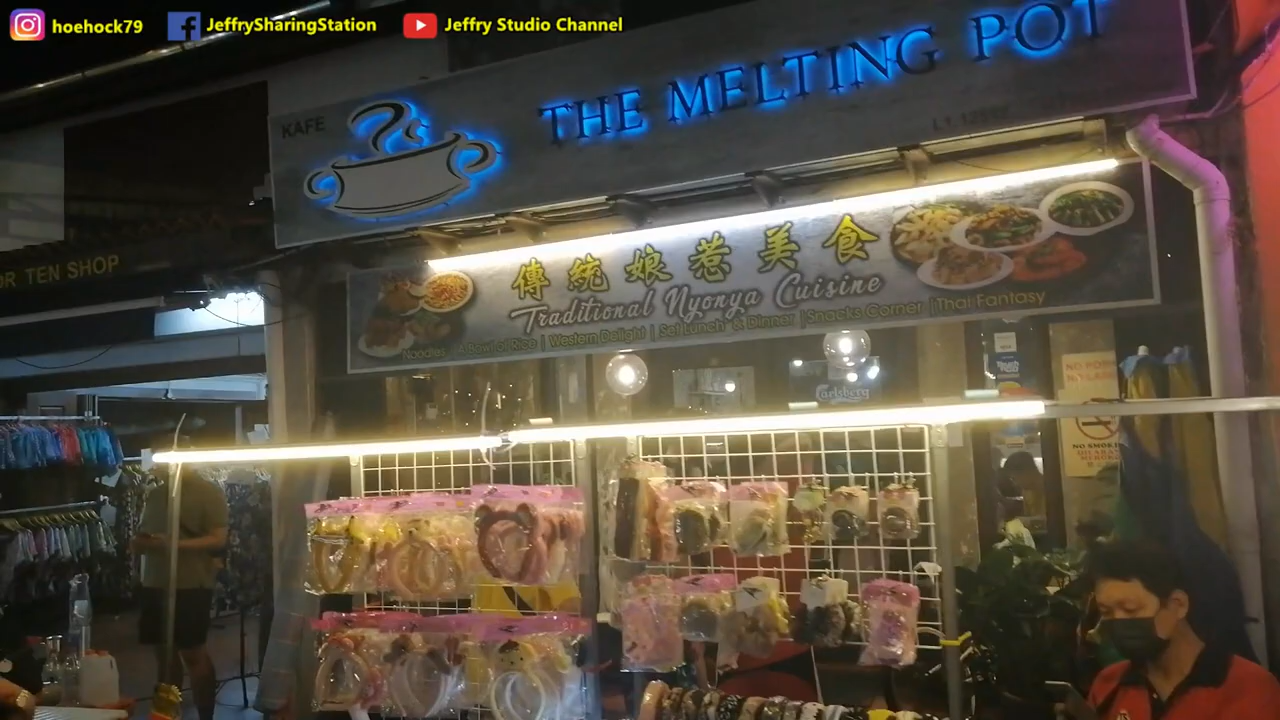 hoehock79 JeffrySharingStation Jeffry Studio Channel
KAFE
THE MELTING POT
傳統娘惹美食
Traditional Nyonya Cuisine
Noodles | A Bowl of Rice | Western Delight | Set Lunch & Dinner | Snacks Corner | Thai Fantasy
TEN SHOP
Carlsberg
NO SMOKING